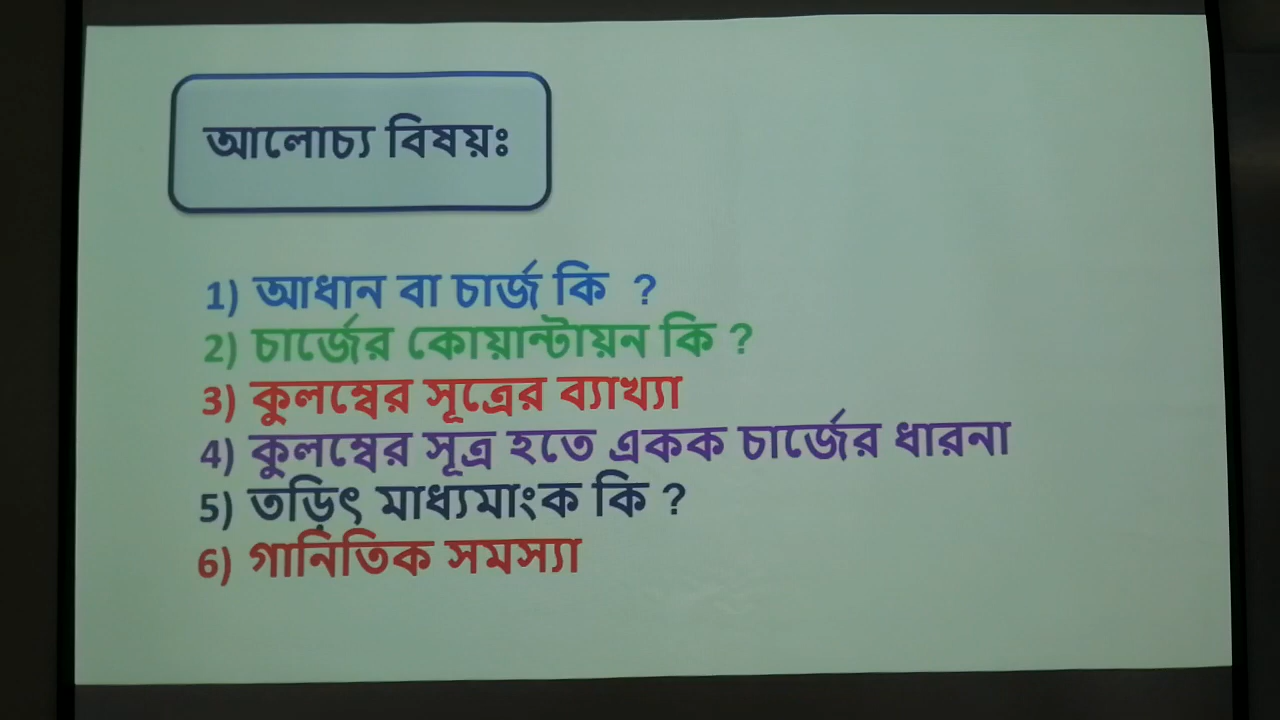 আলোচ্য বিষয়ঃ
1) আধান বা চার্জ কি ?
2) চার্জের কোয়ান্টায়ন কি ?
3) কুলম্বের সূত্রের ব্যাখ্যা
4) কুলম্বের সূত্র হতে একক চার্জের ধারনা
5) তড়িৎ মাধ্যমাংক কি ?
6) গানিতিক সমস্যা